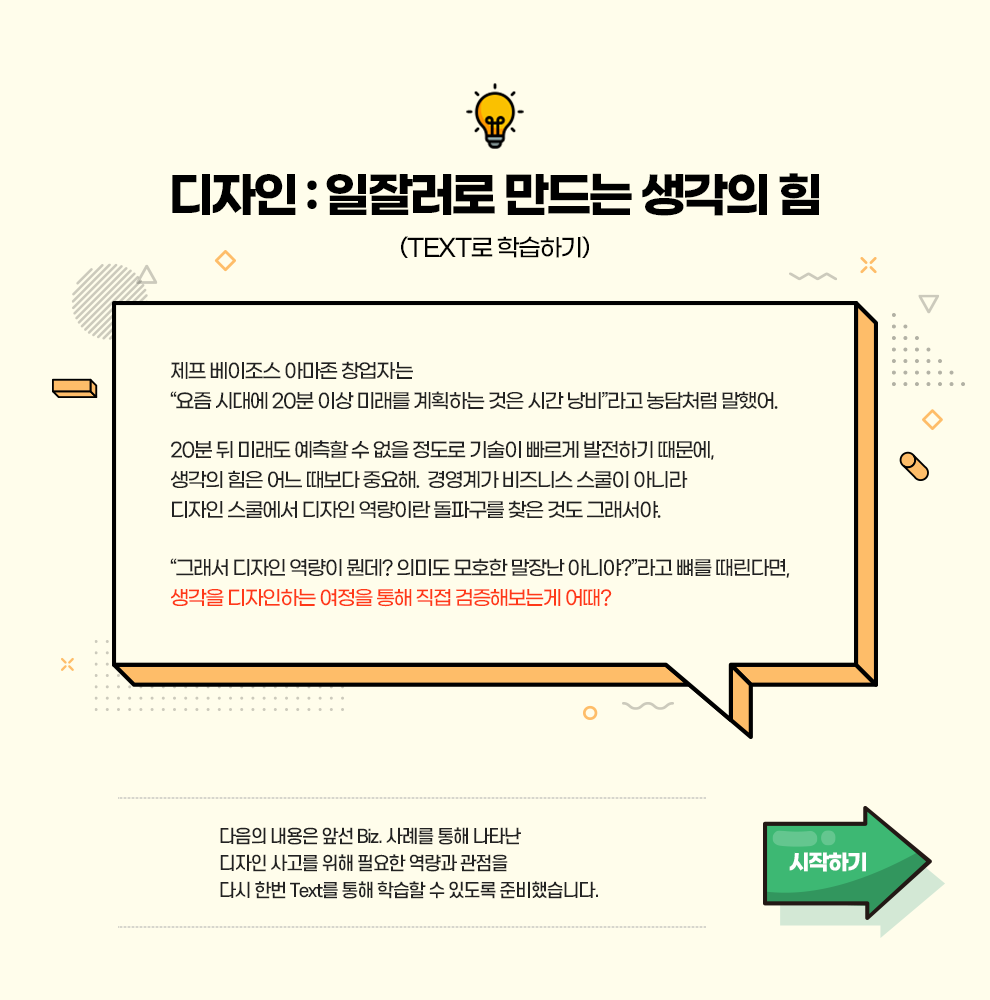 디자인 : 일잘러로 만드는 생각의 힘
(TEXT로 학습하기)
제프 베이조스 아마존 창업자는
“요즘 시대에 20분 이상 미래를 계획하는 것은 시간 낭비”라고 농담처럼 말했어.
20분 뒤 미래도 예측할 수 없을 정도로 기술이 빠르게 발전하기 때문에,
생각의 힘은 어느 때보다 중요해. 경영계가 비즈니스 스쿨이 아니라
디자인 스쿨에서 디자인 역량이란 돌파구를 찾은 것도 그래서야.
“그래서 디자인 역량이 뭔데? 의미도 모호한 말장난 아니야?”라고 뼈를 때린다면,
생각을 디자인하는 여정을 통해 직접 검증해보는게 어때?
다음의 내용은 앞선 Biz. 사례를 통해 나타난
디자인 사고를 위해 필요한 역량과 관점을
다시 한번 Text를 통해 학습할 수 있도록 준비했습니다.
시작하기